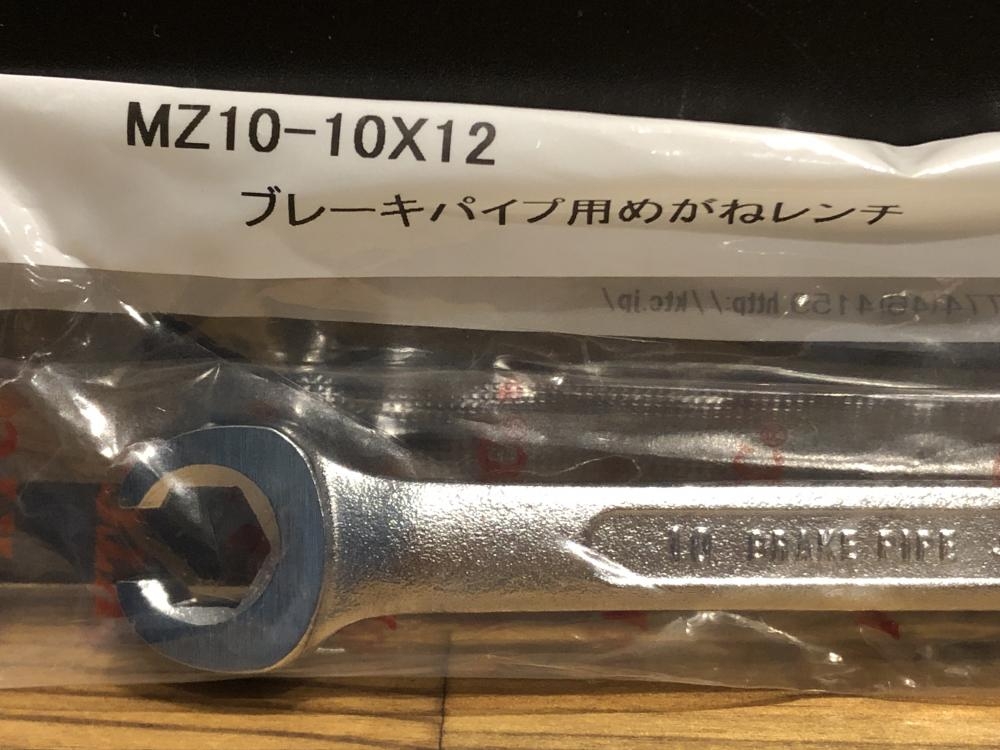 MZ10-10X12
ブレーキパイプ用めがねレンチ
http://ktc.jp/
10 BRAKE PIPE